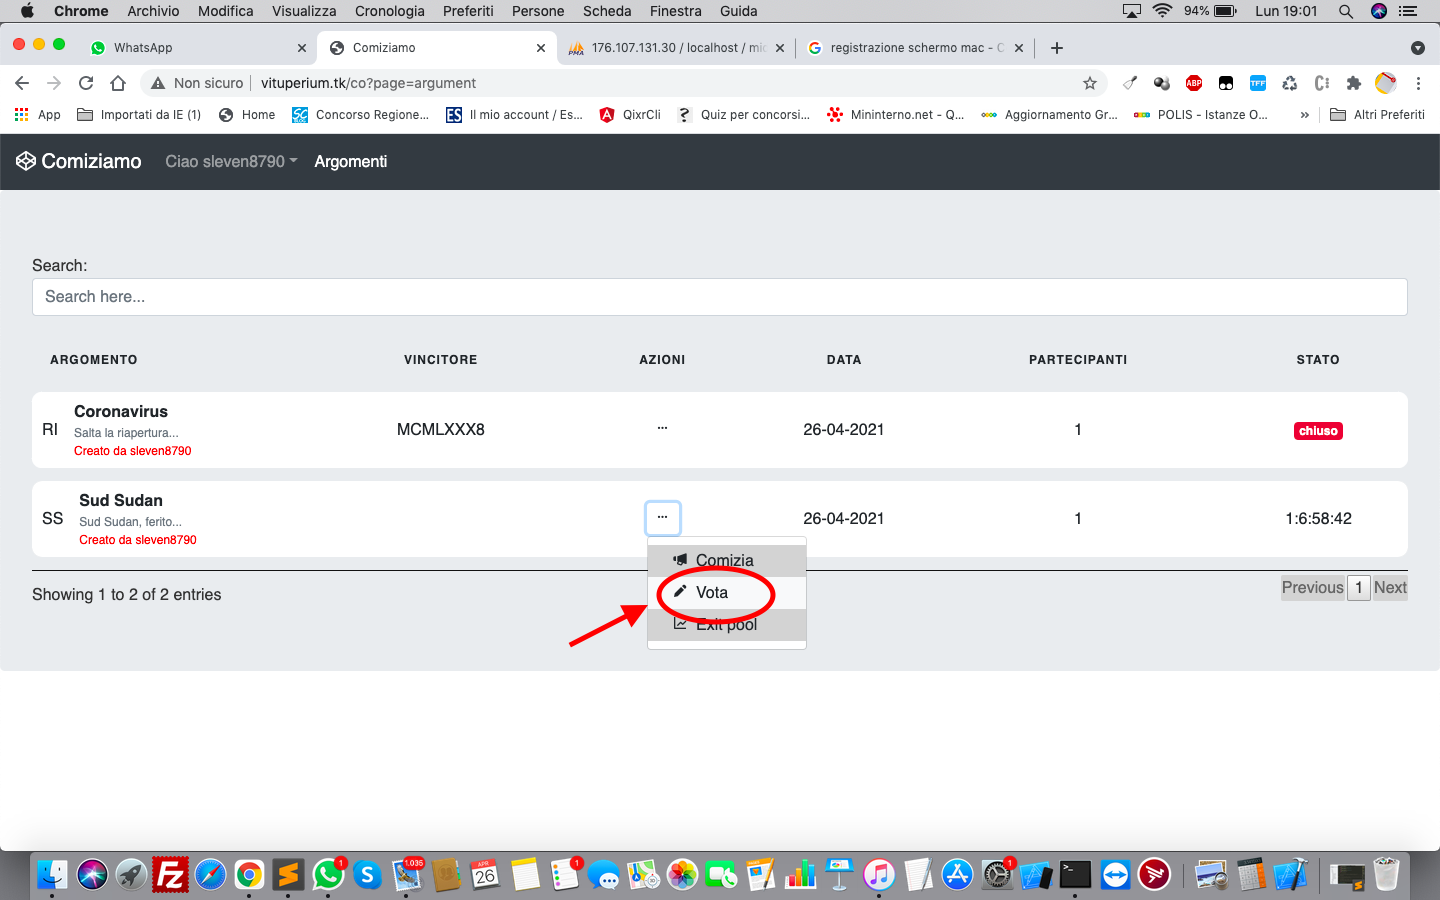 Chrome Archivio Modifica Visualizza Cronologia Preferiti Persone Scheda Finestra Guida 94% Lun 19:01
WhatsApp Comiziamo 176.107.131.30 / localhost / mic registrazione schermo mac - C
Non sicuro vituperium.tk/co?page=argument
App Importati da IE (1) Home Concorso Regione... Il mio account / Es... QixrCli Quiz per concorsi... Mininterno.net - Q... Aggiornamento Gr... POLIS - Istanze O... » Altri Preferiti
Comiziamo Ciao sleven8790 Argomenti
Search:
Search here...
ARGOMENTO VINCITORE AZIONI DATA PARTECIPANTI STATO
Coronavirus
RI Salta la riapertura... MCMLXXX8 ... 26-04-2021 1 chiuso
Creato da sleven8790
Sud Sudan
SS Sud Sudan, ferito... ... 26-04-2021 1 1:6:58:42
Creato da sleven8790
Comizia
Vota
Exit pool
Showing 1 to 2 of 2 entries Previous 1 Next